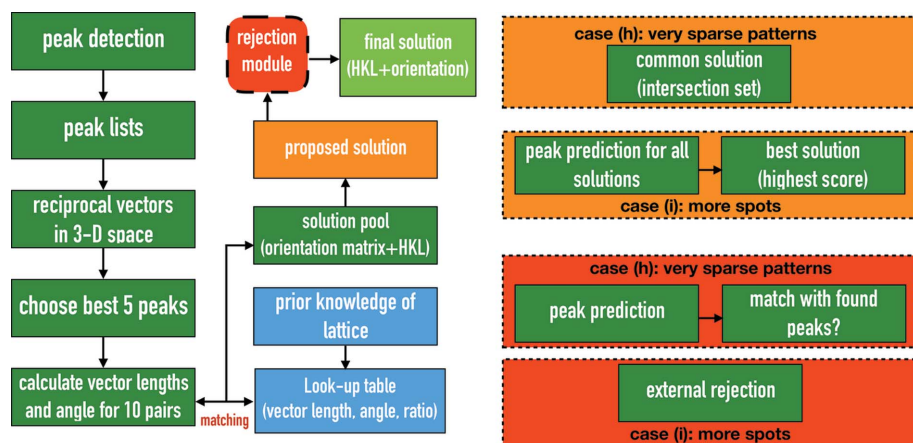 peak detection
peak lists
reciprocal vectors
in 3-D space
choose best 5 peaks
calculate vector lengths
and angle for 10 pairs
matching
rejection
module
final solution
(HKL+orientation)
proposed solution
solution pool
(orientation matrix+HKL)
prior knowledge of
lattice
Look-up table
(vector length, angle, ratio)
case (h): very sparse patterns
common solution
(intersection set)
peak prediction for all
solutions
best solution
(highest score)
case (i): more spots
case (h): very sparse patterns
peak prediction
match with found
peaks?
external rejection
case (i): more spots